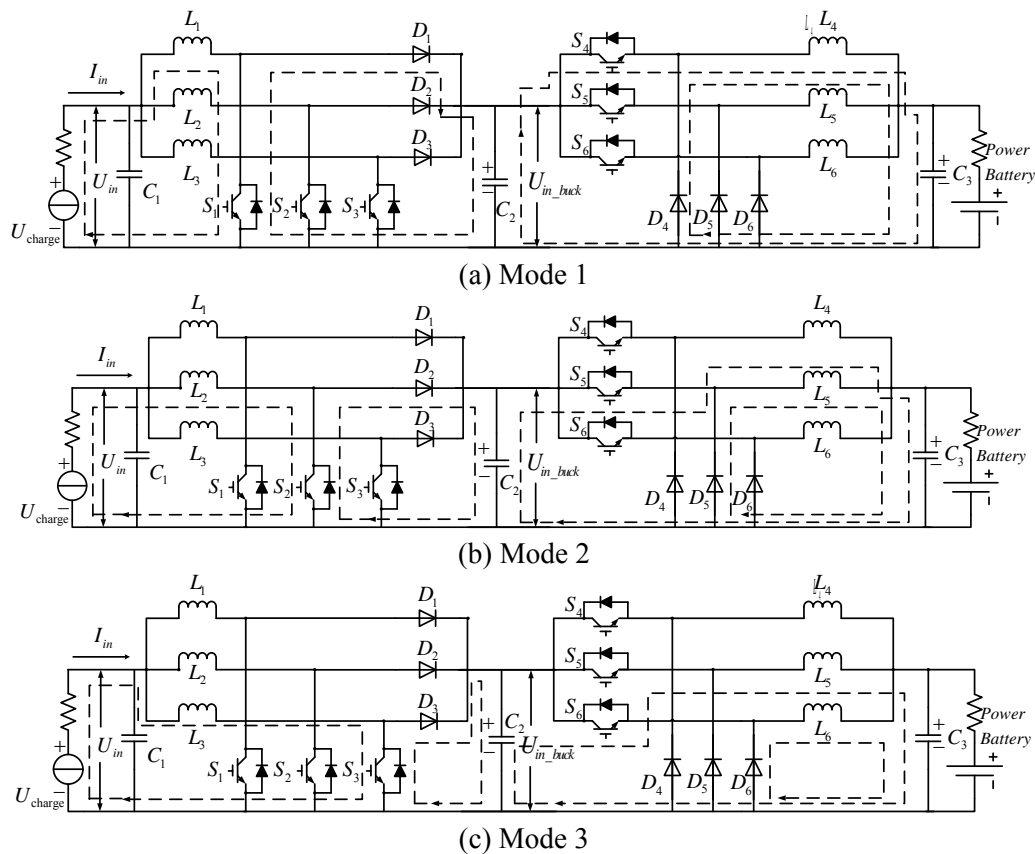 L1 D1 S4 L4
Iin D2 S5
L2 L5
D3 S6 Power
Uin L3 L6 Battery
C1 S1 S2 S3 C2 Uin_buck C3
Ucharge D4 D5 D6
(a) Mode 1
L1 D1 S4 L4
Iin D2 S5
L2 L5
D3 S6 Power
Uin L3 L6 Battery
C1 S1 S2 S3 C2 Uin_buck C3
Ucharge D4 D5 D6
(b) Mode 2
L1 D1 S4 L4
Iin D2 S5
L2 L5
D3 S6 Power
Uin L3 C2 L6 Battery
C1 S1 S2 S3 Uin_buck C3
Ucharge D4 D5 D6
(c) Mode 3